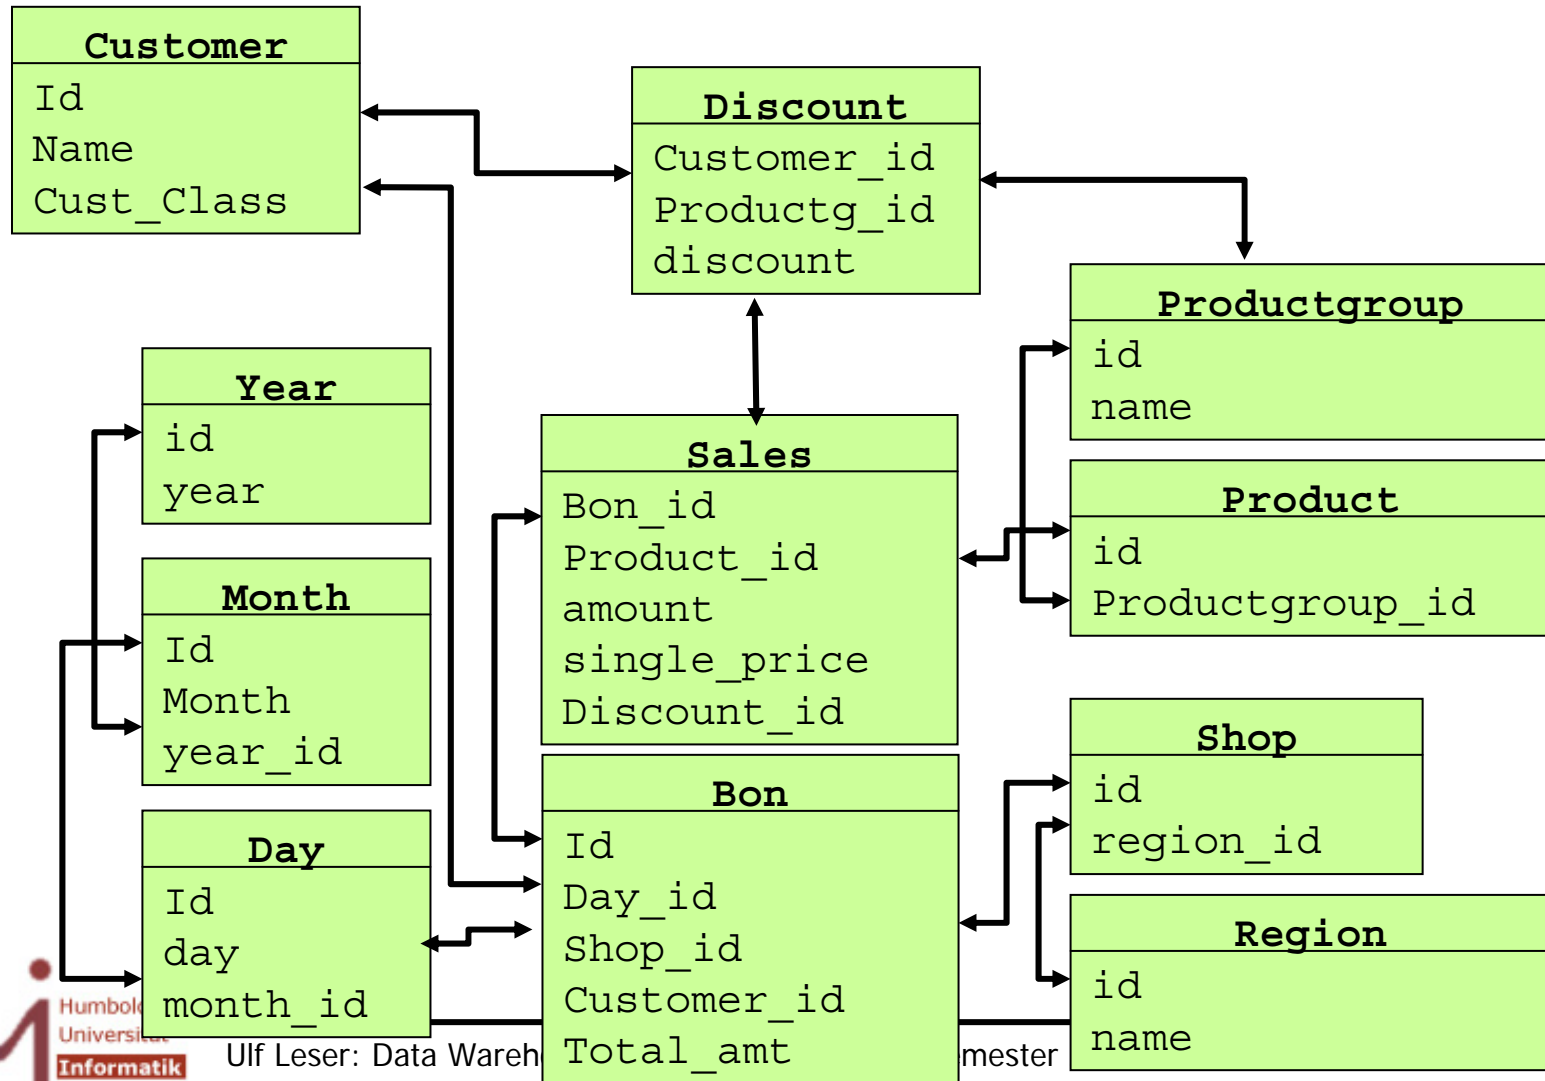 Customer
Id
Name
Cust_Class
Discount
Customer_id
Productg_id
discount
Productgroup
id
name
Year
id
year
Sales
Bon_id
Product_id
amount
single_price
Discount_id
Product
id
Productgroup_id
Month
Id
Month
year_id
Shop
id
region_id
Bon
Id
Day_id
Shop_id
Customer_id
Total_amt
Day
Id
day
month_id
Region
id
name
Informatik
Ulf Leser: Data